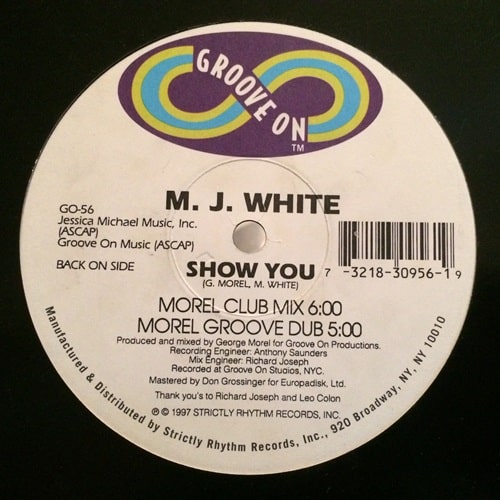 GROOVE ON
TM
M. J. WHITE
GO-56
Jessica Michael Music, Inc.
(ASCAP)
Groove On Music (ASCAP)
BACK ON SIDE
SHOW YOU
(G. MOREL, M. WHITE)
7 -3218-30956-1 9
MOREL CLUB MIX 6:00
MOREL GROOVE DUB 5:00
Produced and mixed by George Morel for Groove On Productions.
Recording Engineer: Anthony Saunders
Mix Engineer: Richard Joseph
Recorded at Groove On Studios, NYC.
Mastered by Don Grossinger for Europadisk, Ltd.
Thank you's to Richard Joseph and Leo Colon
℗ © 1997 STRICTLY RHYTHM RECORDS, INC.
Manufactured & Distributed by Strictly Rhythm Records, Inc., 920 Broadway, NY, NY 10010